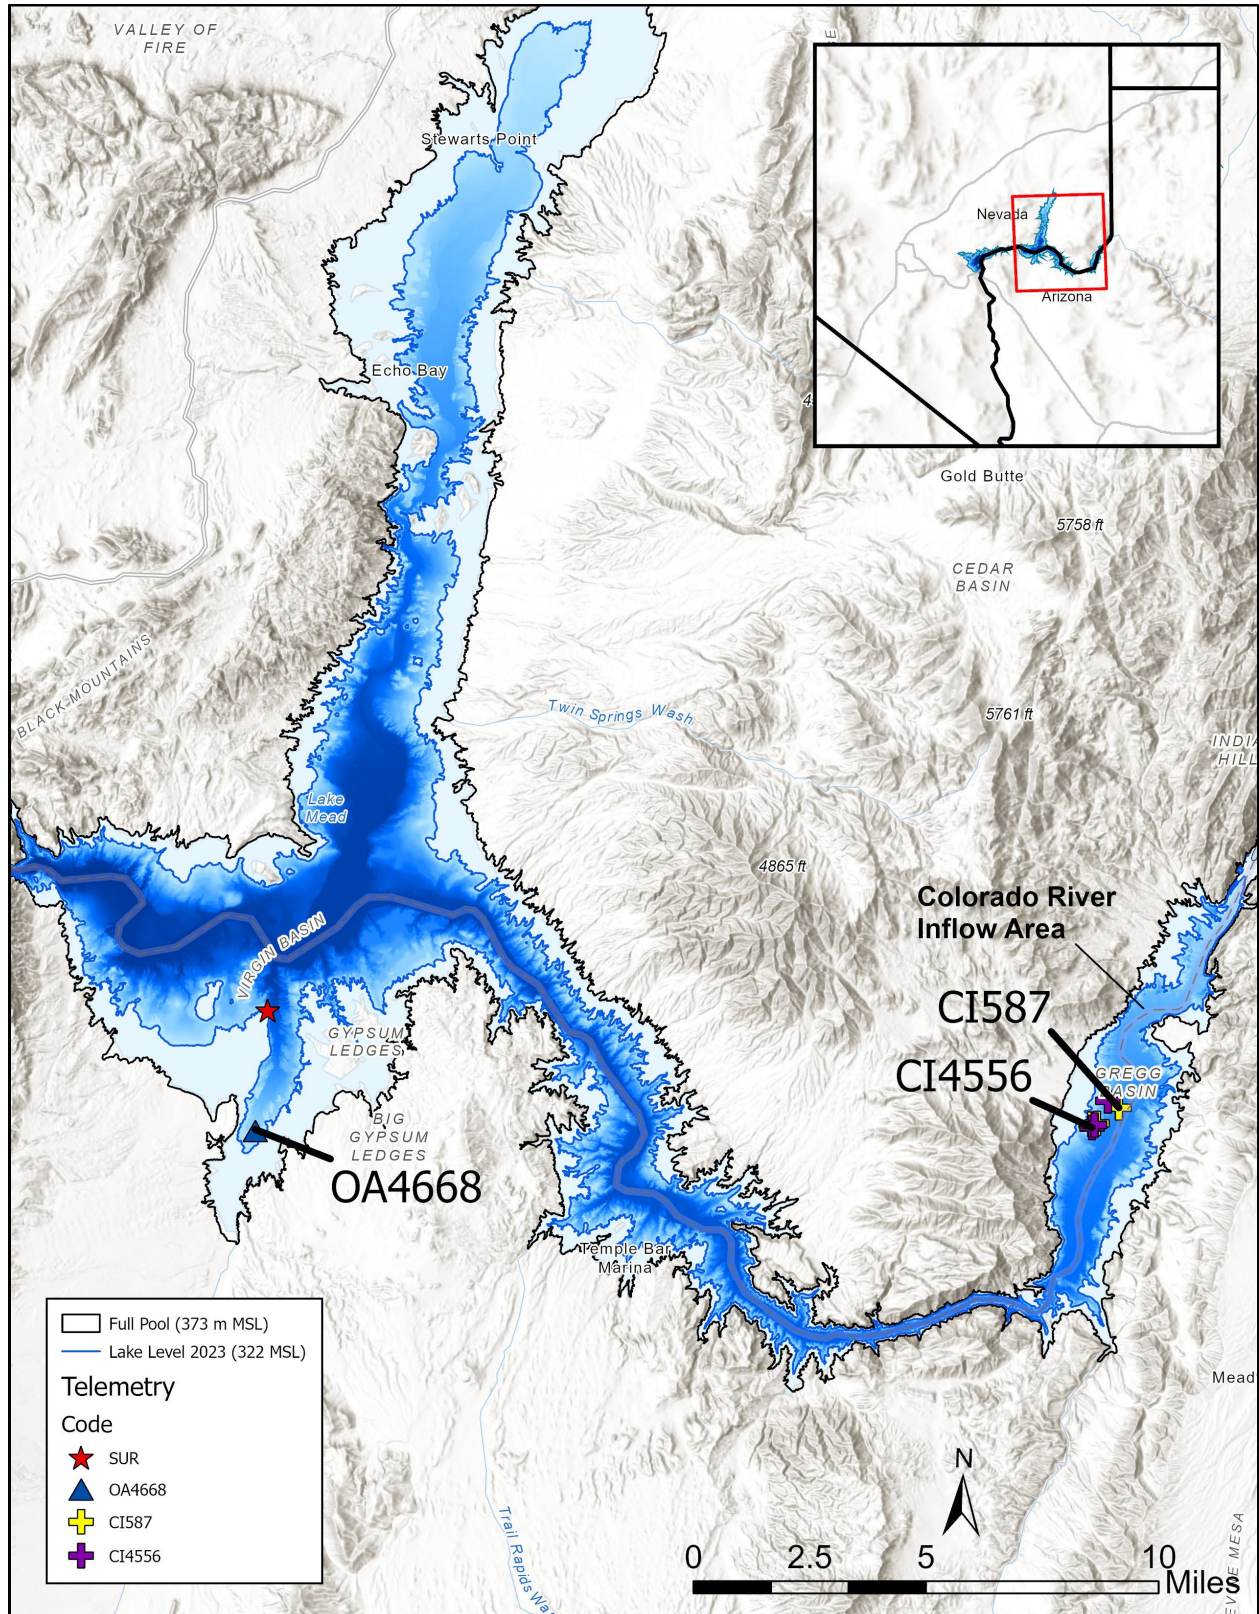 VALLEY OF
FIRE
Stewarts Point
Nevada
Arizona
Echo Bay
Gold Butte
5758 ft
CEDAR
BASIN
BLACK MOUNTAINS
Twin Springs Wash
5761 ft
INDIA
HILL
Lake
Mead
4865 ft
Colorado River
Inflow Area
VIRGIN BASIN
CI587
GYPSUM
LEDGES
CI4556
GREGG
BASIN
BIG
GYPSUM
LEDGES
OA4668
Temple Bar
Marina
Full Pool (373 m MSL)
Lake Level 2023 (322 MSL)
Telemetry
Code
SUR
OA4668
CI587
CI4556
Mead
N
Trail Rapids Wa
0 2.5 5 10
Miles
MESA